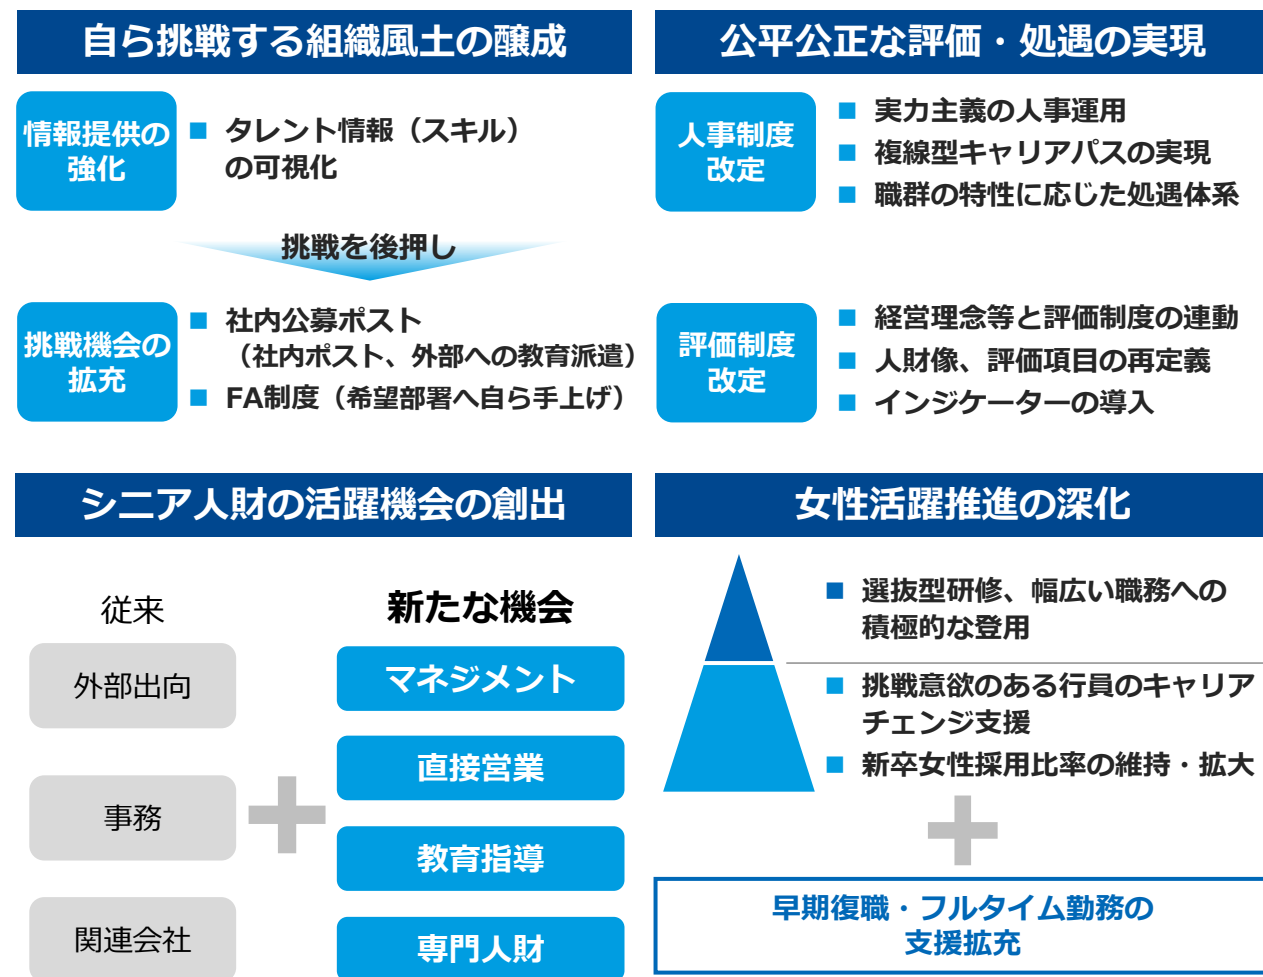 自ら挑戦する組織風土の醸成
情報提供の
強化
■ タレント情報（スキル）
の可視化
挑戦を後押し
挑戦機会の
拡充
■ 社内公募ポスト
（社内ポスト、外部への教育派遣）
■ FA制度（希望部署へ自ら手上げ）
公平公正な評価・処遇の実現
人事制度
改定
■ 実力主義の人事運用
■ 複線型キャリアパスの実現
■ 職群の特性に応じた処遇体系
評価制度
改定
■ 経営理念等と評価制度の連動
■ 人財像、評価項目の再定義
■ インジケーターの導入
シニア人財の活躍機会の創出
従来
外部出向
事務
関連会社
新たな機会
マネジメント
直接営業
教育指導
専門人財
女性活躍推進の深化
■ 選抜型研修、幅広い職務への
積極的な登用
■ 挑戦意欲のある行員のキャリア
チェンジ支援
■ 新卒女性採用比率の維持・拡大
早期復職・フルタイム勤務の
支援拡充